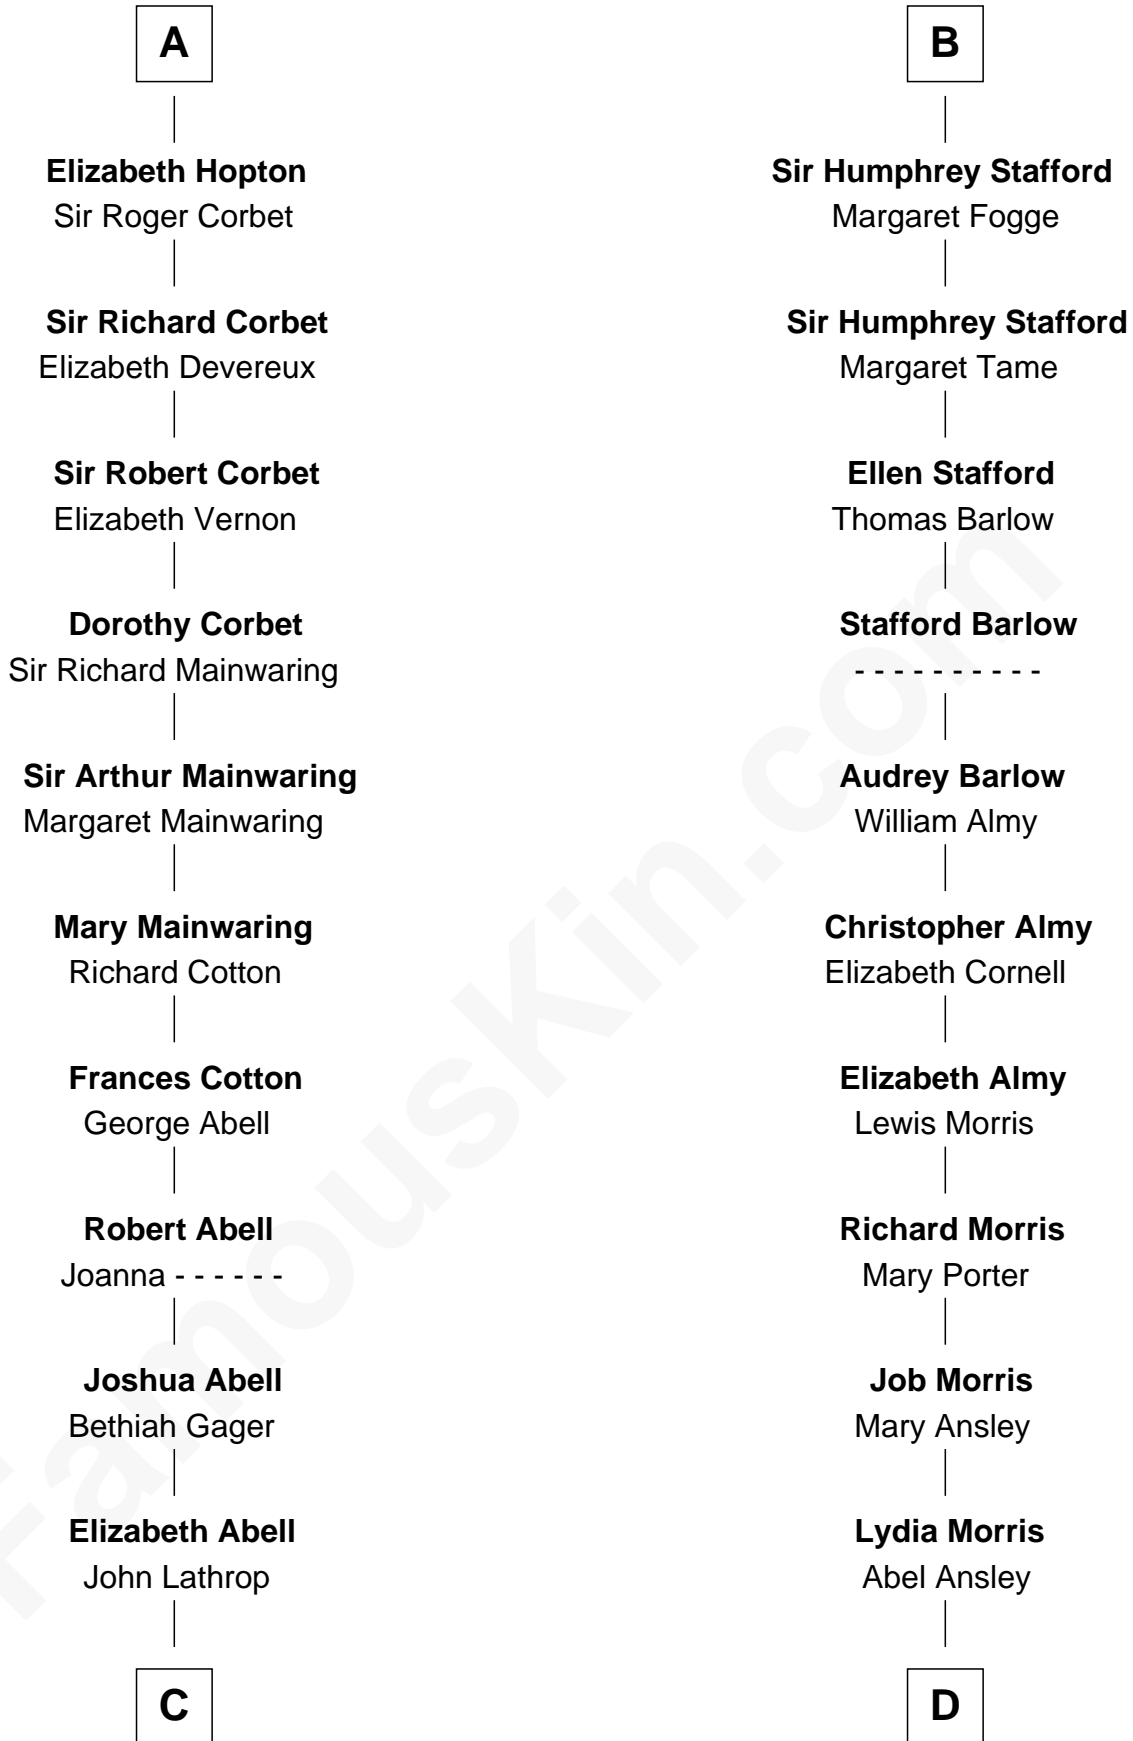 A
Elizabeth Hopton
Sir Roger Corbet
Sir Richard Corbet
Elizabeth Devereux
Sir Robert Corbet
Elizabeth Vernon
Dorothy Corbet
Sir Richard Mainwaring
Sir Arthur Mainwaring
Margaret Mainwaring
Mary Mainwaring
Richard Cotton
Frances Cotton
George Abell
Robert Abell
Joanna - - - - - -
Joshua Abell
Bethiah Gager
Elizabeth Abell
John Lathrop
C
B
Sir Humphrey Stafford
Margaret Fogge
Sir Humphrey Stafford
Margaret Tame
Ellen Stafford
Thomas Barlow
Stafford Barlow
- - - - - - - - - -
Audrey Barlow
William Almy
Christopher Almy
Elizabeth Cornell
Elizabeth Almy
Lewis Morris
Richard Morris
Mary Porter
Job Morris
Mary Ansley
Lydia Morris
Abel Ansley
D
FamousKin.com